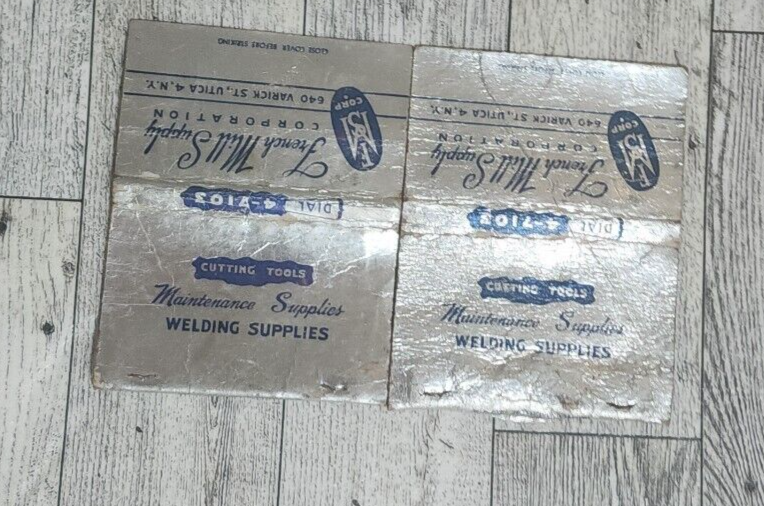 CLOSE COVER BEFORE STRIKING
640 VARICK ST., UTICA 4, N.Y.
CORP.
French Mill Supply
CORPORATION
DIAL 4-7103
CUTTING TOOLS
Maintenance Supplies
WELDING SUPPLIES
640 VARICK ST., UTICA 4, N.Y.
CORP.
French Mill Supply
CORPORATION
DIAL 4-7103
CUTTING TOOLS
Maintenance Supplies
WELDING SUPPLIES